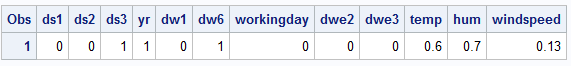 Obs ds1 ds2 ds3 yr dw1 dw6 workingday dwe2 dwe3 temp hum windspeed
1 0 0 1 1 0 1 0 0 0 0.6 0.7 0.13